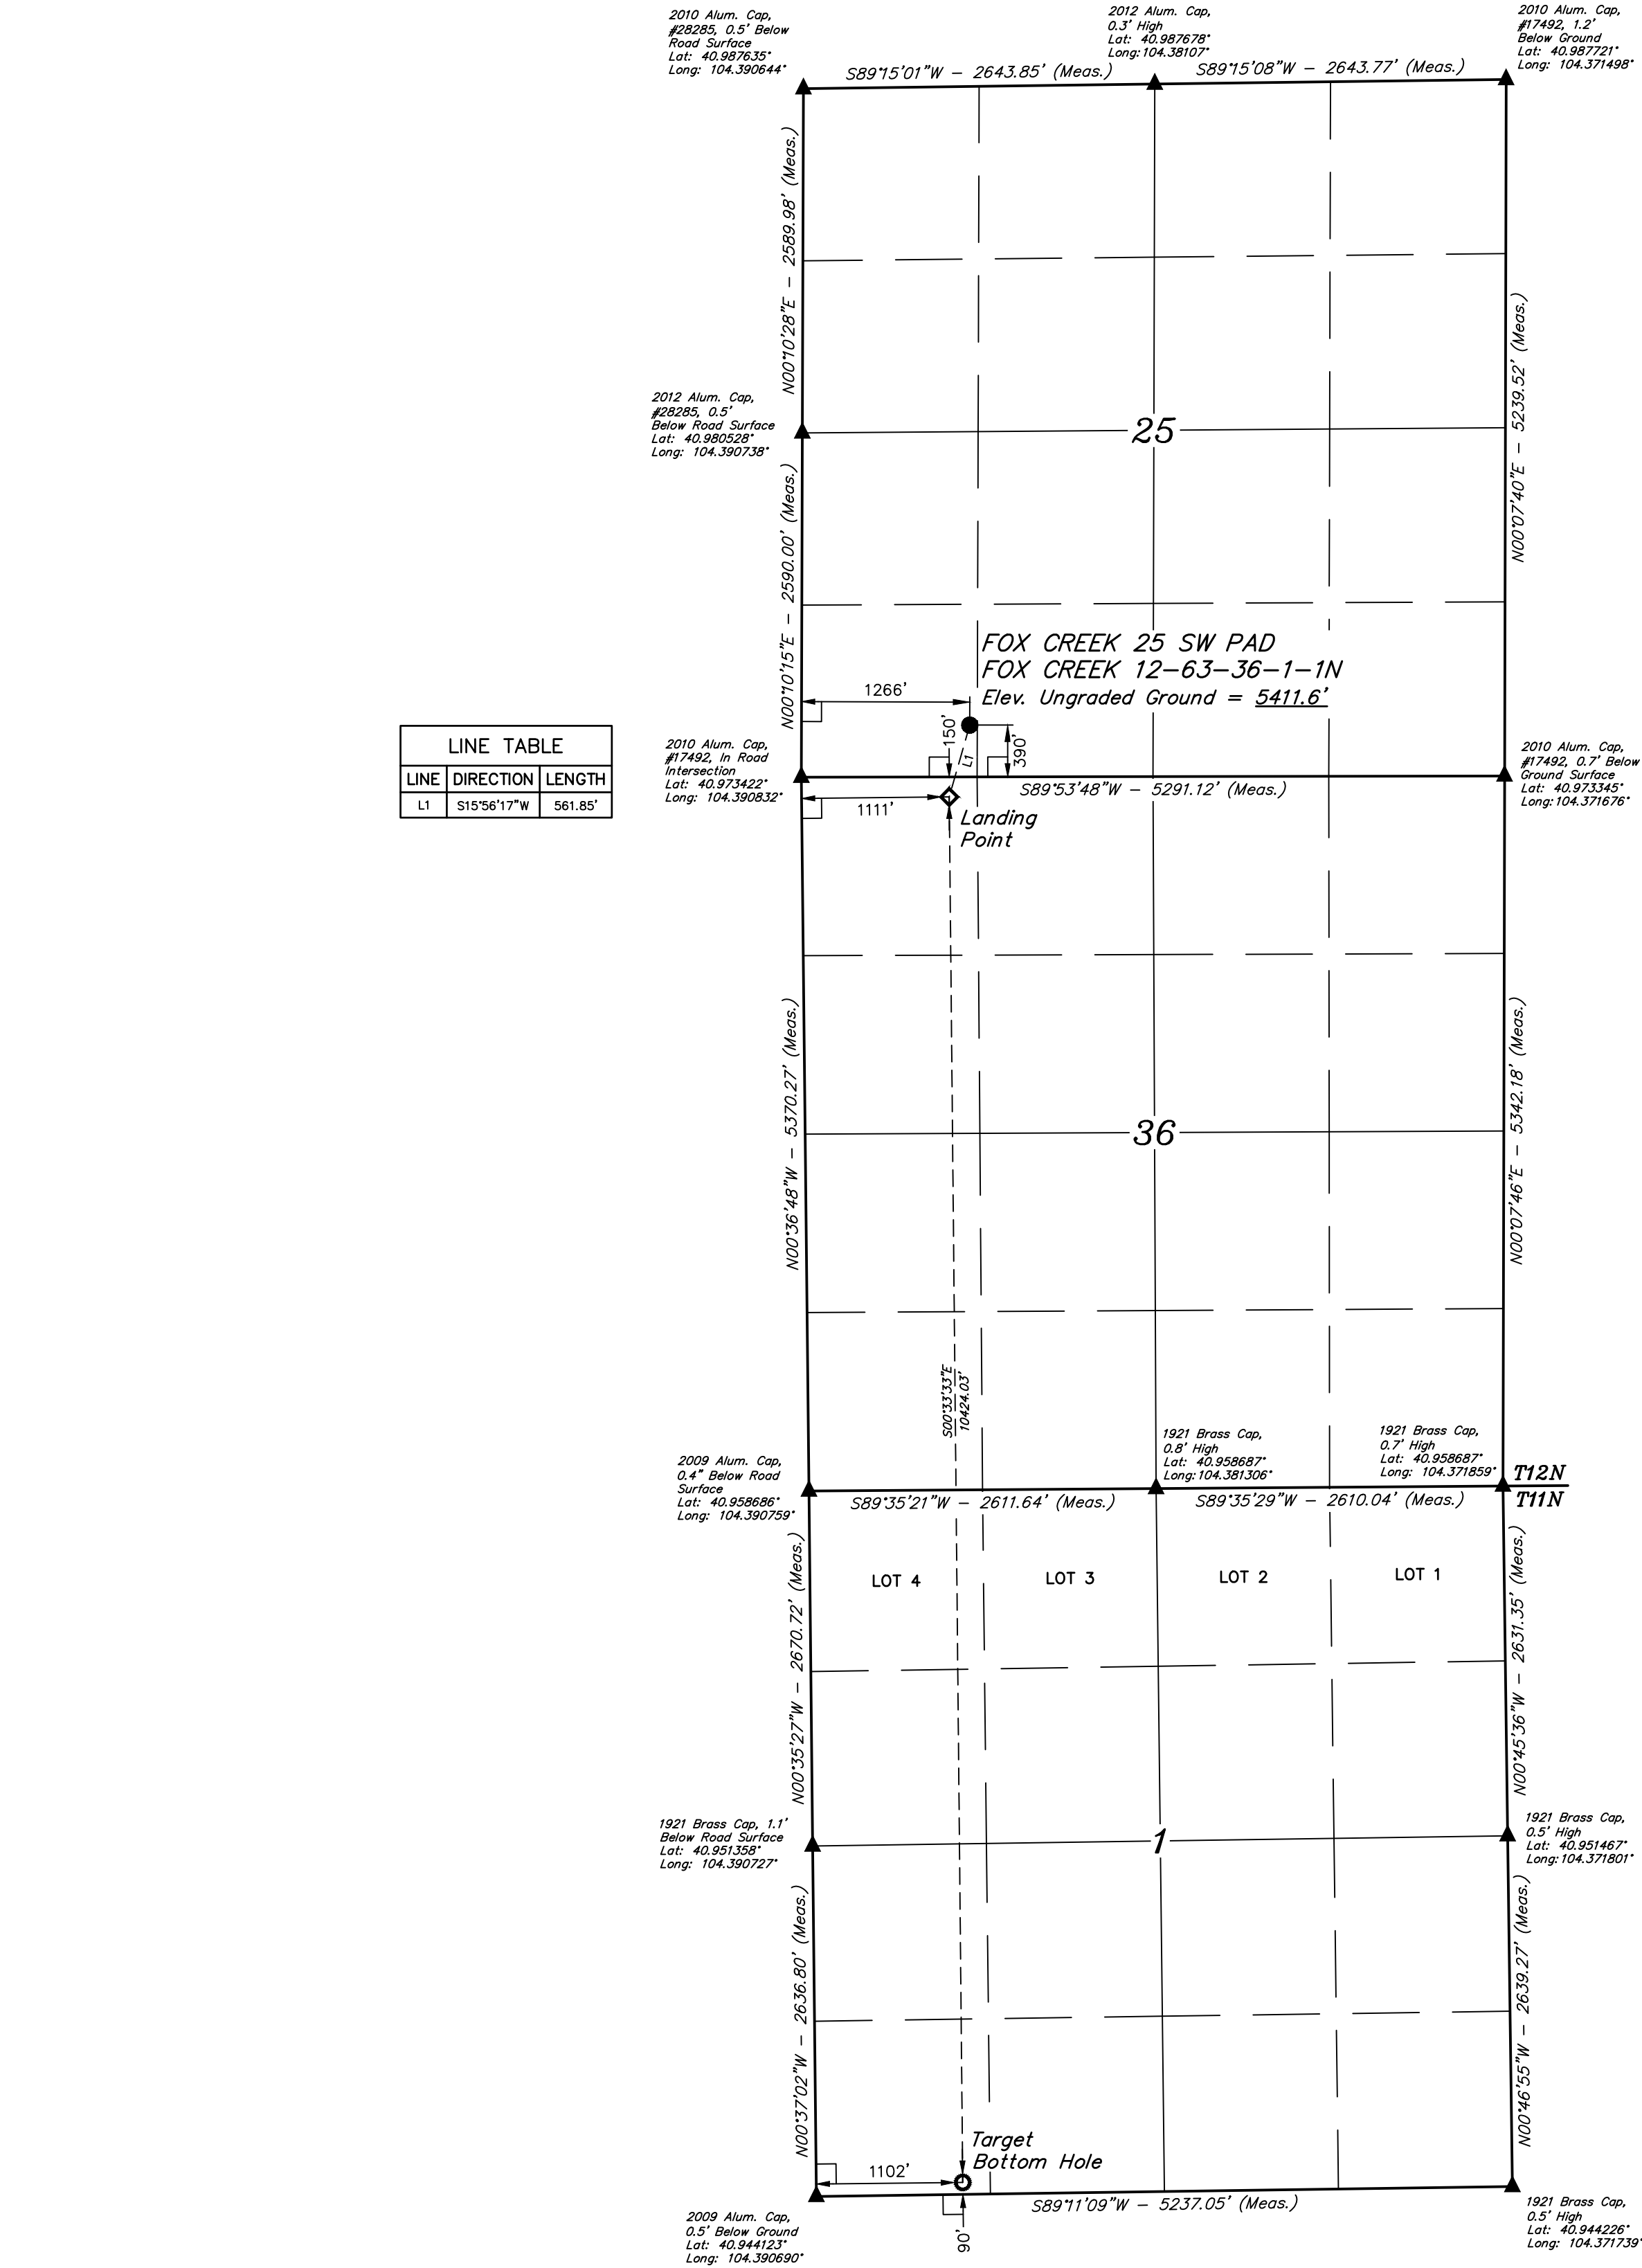 2010 Alum. Cap,
#28285, 0.5' Below
Road Surface
Lat: 40.987635°
Long: 104.390644°
2012 Alum. Cap,
0.3' High
Lat: 40.987678°
Long: 104.38107°
2010 Alum. Cap,
#17492, 1.2'
Below Ground
Lat: 40.987721°
Long: 104.371498°
S89°15'01"W – 2643.85' (Meas.)
S89°15'08"W – 2643.77' (Meas.)
N00°10'28"E – 2589.98' (Meas.)
N00°07'40"E – 5239.52' (Meas.)
2012 Alum. Cap,
#28285, 0.5'
Below Road Surface
Lat: 40.980528°
Long: 104.390738°
25
N00°10'15"E – 2590.00' (Meas.)
FOX CREEK 25 SW PAD
FOX CREEK 12–63–36–1–1N
Elev. Ungraded Ground = 5411.6'
1266'
150'
L1
390'
LINE TABLE
LINE DIRECTION LENGTH
L1 S15°56'17"W 561.85'
2010 Alum. Cap,
#17492, In Road
Intersection
Lat: 40.973422°
Long: 104.390832°
2010 Alum. Cap,
#17492, 0.7' Below
Ground Surface
Lat: 40.973345°
Long: 104.371676°
S89°53'48"W – 5291.12' (Meas.)
1111'
Landing
Point
N00°36'48"W – 5370.27' (Meas.)
36
N00°07'46"E – 5342.18' (Meas.)
S00°33'33"E
10424.03'
2009 Alum. Cap,
0.4" Below Road
Surface
Lat: 40.958686°
Long: 104.390759°
1921 Brass Cap,
0.8' High
Lat: 40.958687°
Long: 104.381306°
1921 Brass Cap,
0.7' High
Lat: 40.958687°
Long: 104.371859°
T12N
T11N
S89°35'21"W – 2611.64' (Meas.)
S89°35'29"W – 2610.04' (Meas.)
LOT 4
LOT 3
LOT 2
LOT 1
N00°35'27"W – 2670.72' (Meas.)
N00°45'36"W – 2631.35' (Meas.)
1921 Brass Cap, 1.1'
Below Road Surface
Lat: 40.951358°
Long: 104.390727°
1
1921 Brass Cap,
0.5' High
Lat: 40.951467°
Long: 104.371801°
N00°37'02"W – 2636.80' (Meas.)
N00°46'55"W – 2639.27' (Meas.)
Target
Bottom Hole
1102'
S89°11'09"W – 5237.05' (Meas.)
90'
2009 Alum. Cap,
0.5' Below Ground
Lat: 40.944123°
Long: 104.390690°
1921 Brass Cap,
0.5' High
Lat: 40.944226°
Long: 104.371739°